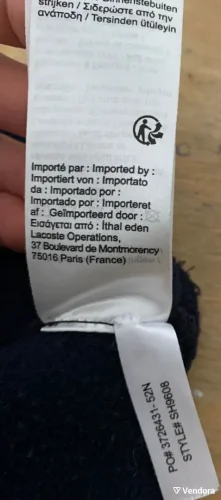 Binnenstebuiten
strijken / Σιδερώστε από την
ανάποδη / Tersinden ütüleyin
Importé par : Imported by :
Importiert von : Importato
da : Importado por :
Importado por : Importeret
af : Geïmporteerd door :
Εισάγεται από : İthal eden
Lacoste Operations,
37 Boulevard de Montmorency
75016 Paris (France)
PO# 3726431-52N
STYLE# SH9608
Vendora